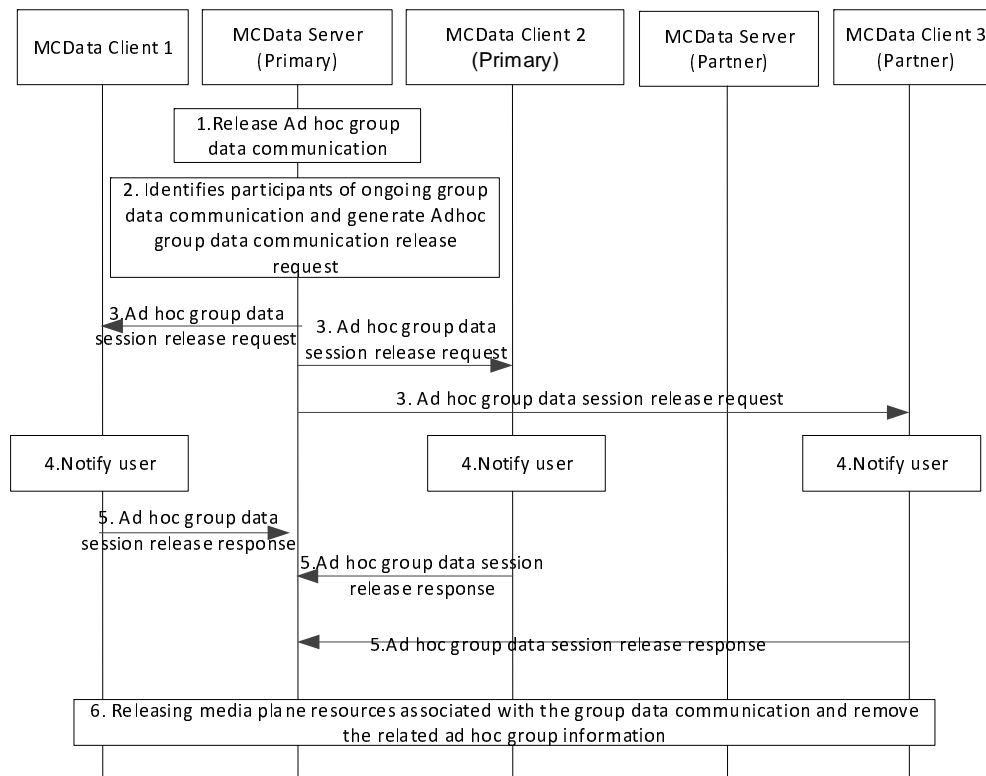 MCData Client 1
MCData Server
(Primary)
MCData Client 2
(Primary)
MCData Server
(Partner)
MCData Client 3
(Partner)
1.Release Ad hoc group
data communication
2. Identifies participants of ongoing group
data communication and generate Adhoc
group data communication release
request
3.Ad hoc group data
session release request
3. Ad hoc group data
session release request
3. Ad hoc group data session release request
4.Notify user
4.Notify user
4.Notify user
5. Ad hoc group data
session release response
5.Ad hoc group data session
release response
5.Ad hoc group data session release response
6. Releasing media plane resources associated with the group data communication and remove
the related ad hoc group information